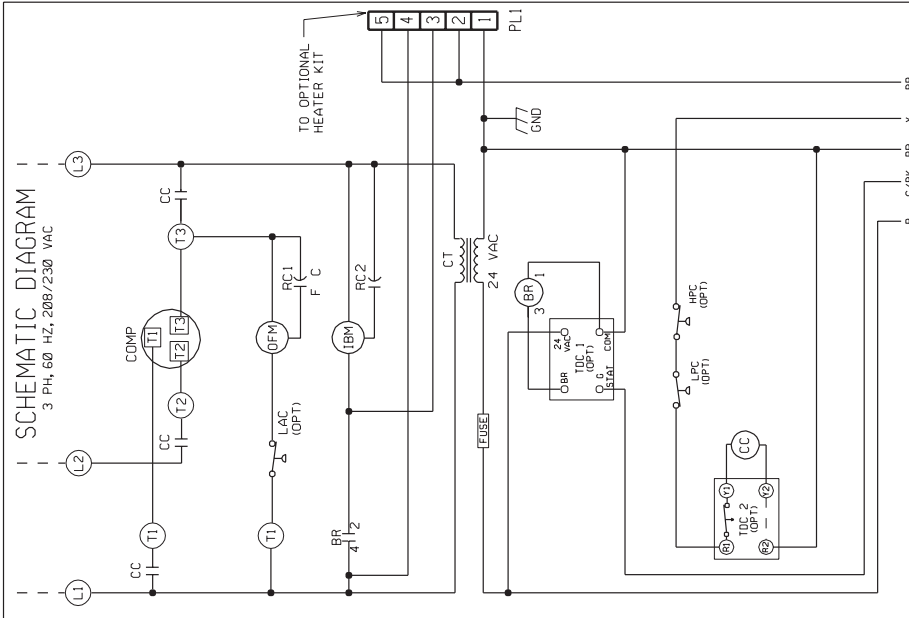 SCHEMATIC DIAGRAM
3 PH, 60 HZ, 208/230 VAC
L1
L2
L3
CC
CC
CC
T1
T2
T3
COMP
T1
T2
T3
T1
LAC
(OPT)
OFM
RC1
F
C
BR
4
2
IBM
RC2
TO OPTIONAL
HEATER KIT
5
4
3
2
1
PL1
GND
CT
24 VAC
FUSE
BR
3
1
24
VAC
COM
BR
G
STAT
TDC 1
(OPT)
HPC
(OPT)
LPC
(OPT)
CC
Y1
Y2
R1
R2
TDC 2
(OPT)